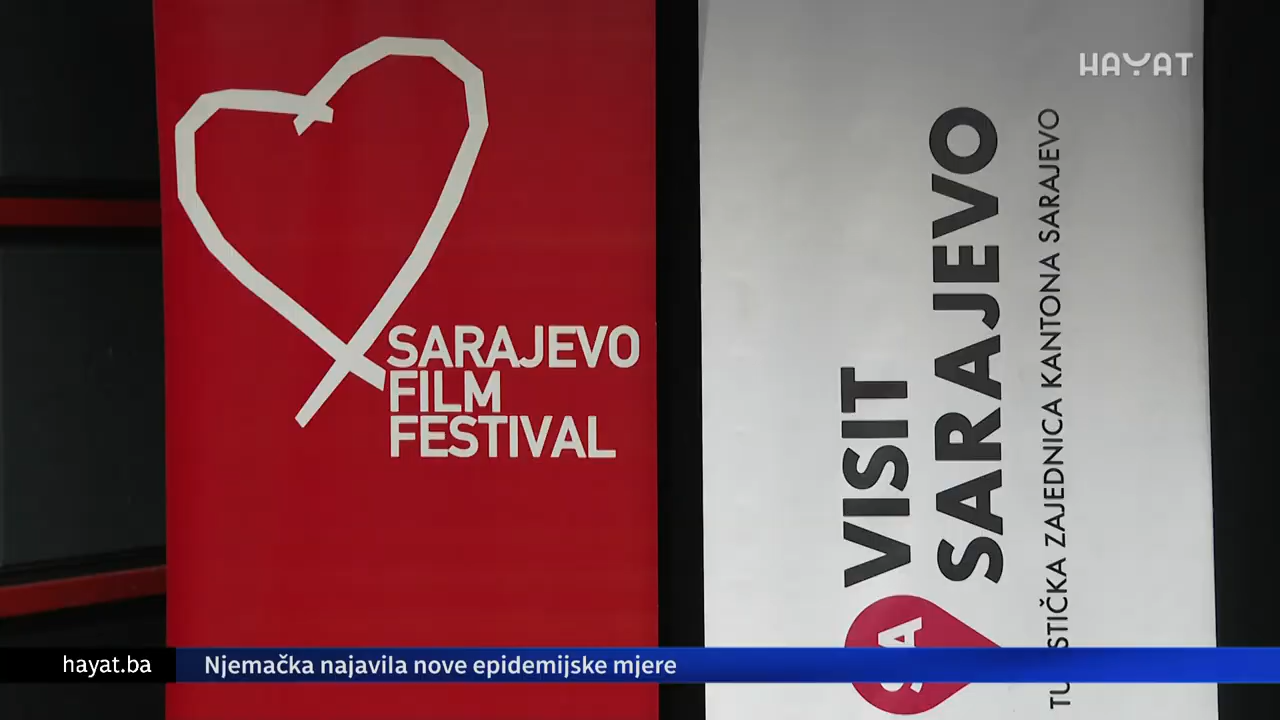 HAYAT
SARAJEVO
FILM
FESTIVAL
VISIT
SARAJEVO
TURISTIČKA ZAJEDNICA KANTONA SARAJEVO
SA
hayat.ba
Njemačka najavila nove epidemijske mjere